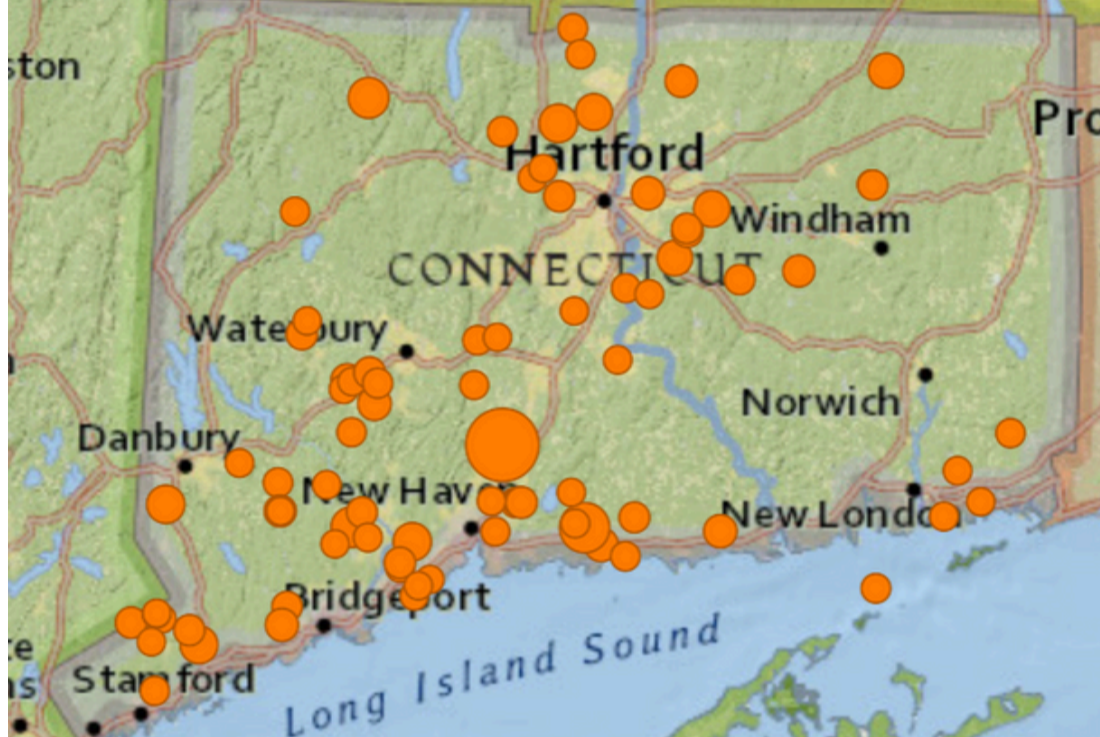 ston
Pro
Hartford
Windham
CONNECTICUT
Waterbury
Norwich
Danbury
New Haven
New London
Bridgeport
Long Island Sound
Stamford